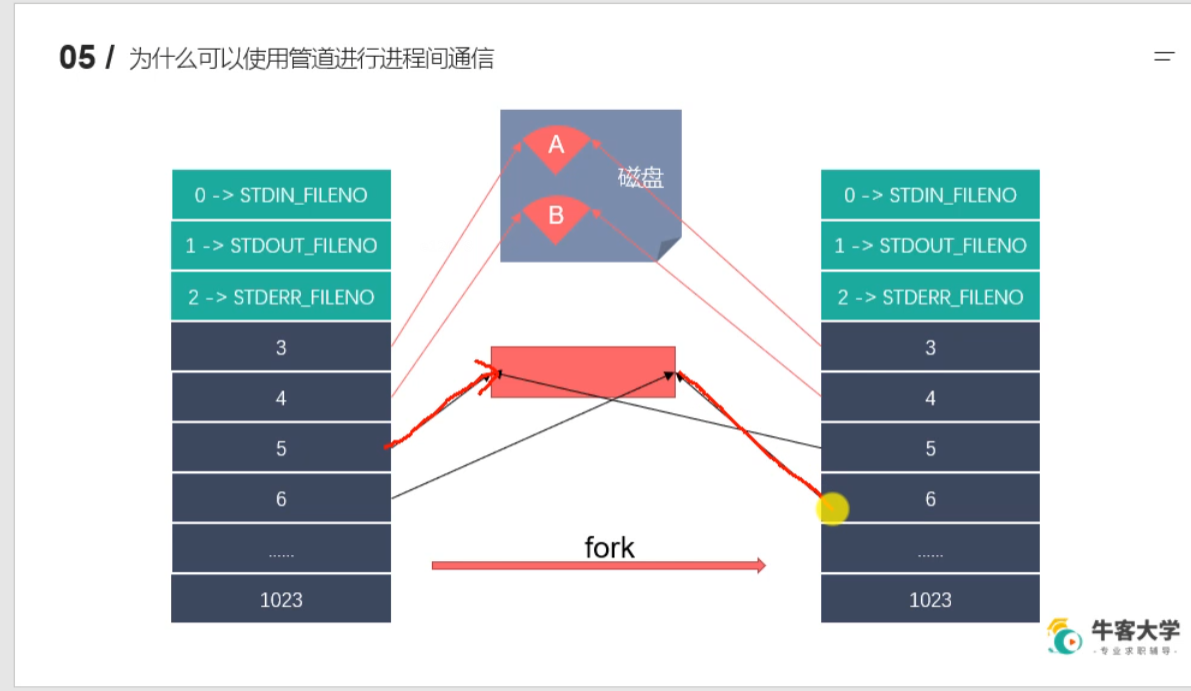 05 / 为什么可以使用管道进行进程间通信
A
磁盘
B
0 -> STDIN_FILENO
1 -> STDOUT_FILENO
2 -> STDERR_FILENO
3
4
5
6
......
1023
fork
0 -> STDIN_FILENO
1 -> STDOUT_FILENO
2 -> STDERR_FILENO
3
4
5
6
......
1023
牛客大学
-专业求职辅导-